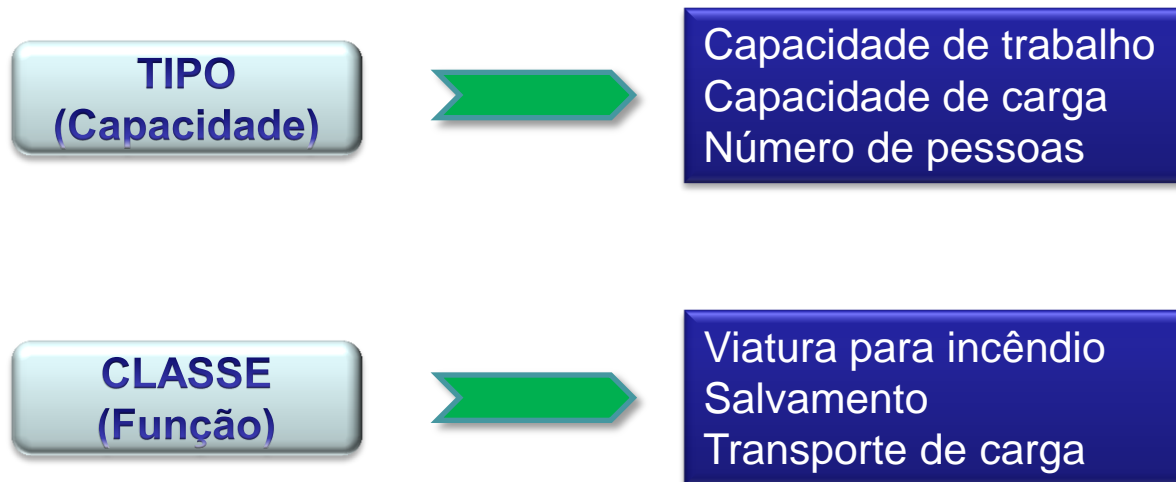 TIPO
(Capacidade)
Capacidade de trabalho
Capacidade de carga
Número de pessoas
CLASSE
(Função)
Viatura para incêndio
Salvamento
Transporte de carga